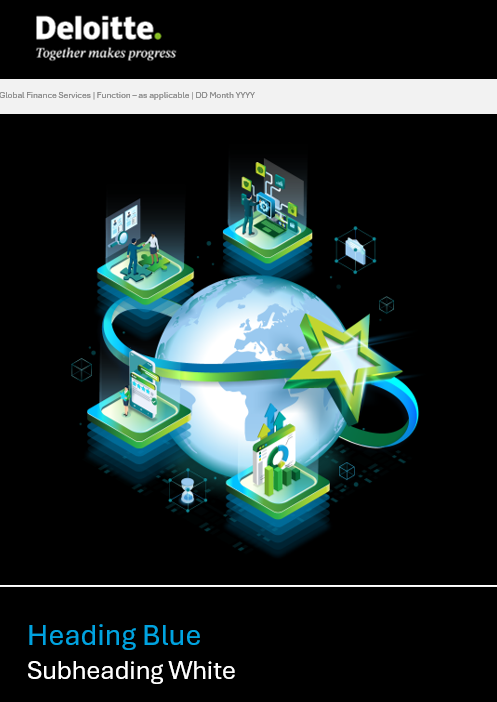 Deloitte.
Together makes progress
Global Finance Services | Function – as applicable | DD Month YYYY
Heading Blue
Subheading White